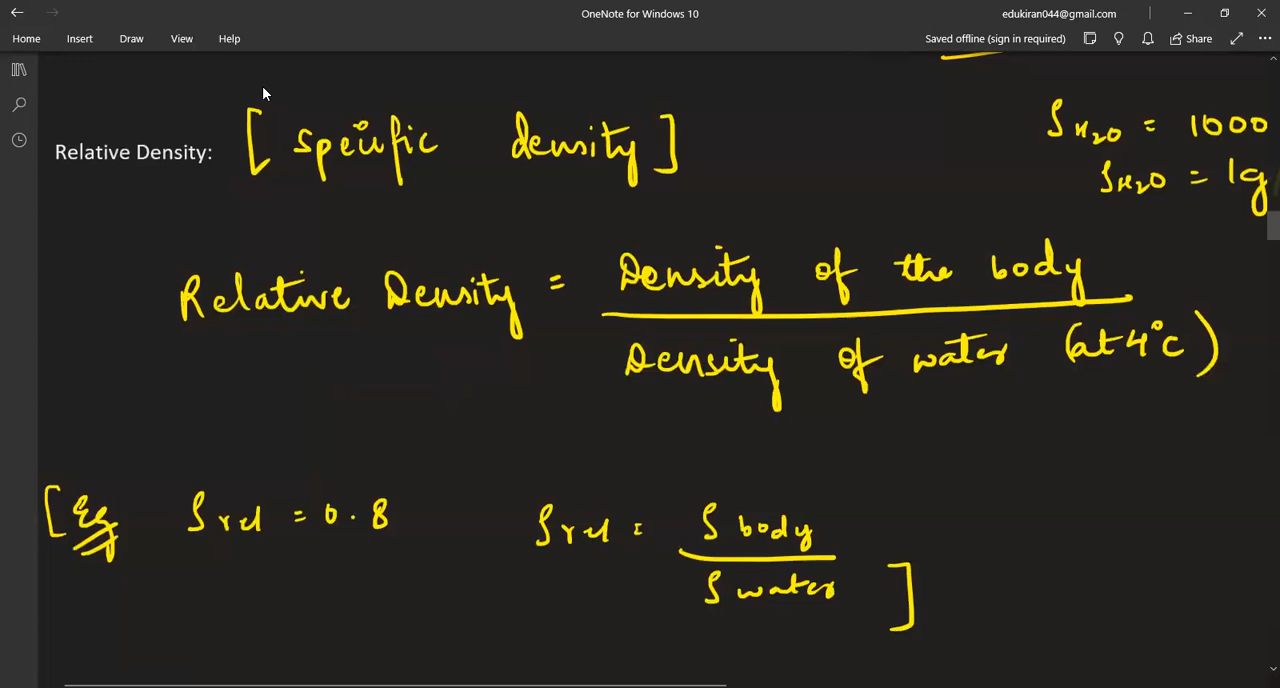 OneNote for Windows 10
edukiran044@gmail.com
Home Insert Draw View Help
Saved offline (sign in required)
Share
Relative Density: [specific density]
ρH2O = 1000
ρH2O = 1g
Relative Density = Density of the body
Density of water (at 4°c)
[Eg ρrel = 0.8 ρrel = ρ body
ρ water ]